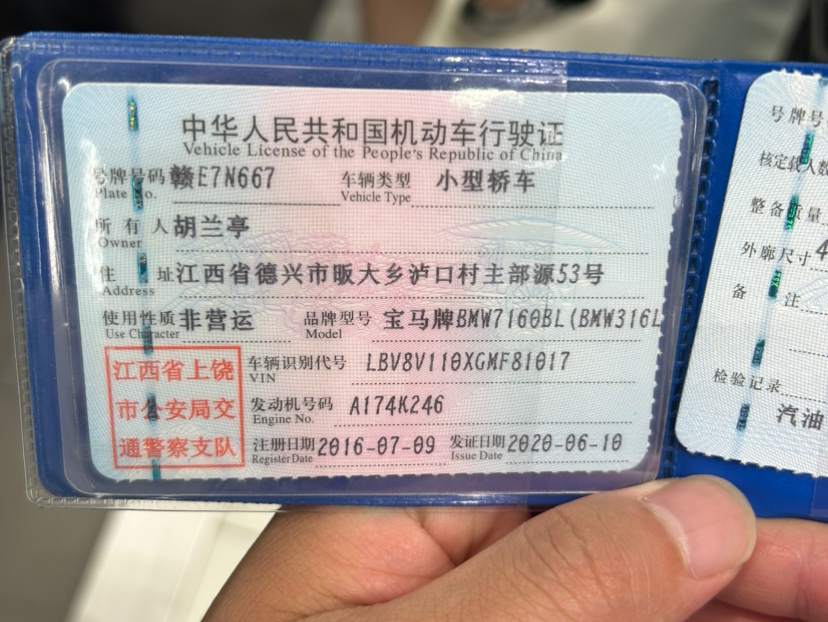 中华人民共和国机动车行驶证
Vehicle License of the People's Republic of China
号牌号码 赣E7N667 车辆类型 小型轿车
Plate No. Vehicle Type
所有人 胡兰亭
Owner
住址 江西省德兴市畈大乡泸口村主部源53号
Address
使用性质 非营运 品牌型号 宝马牌BMW7160BL(BMW316L
Use Character Model
江西省上饶
市公安局交
通警察支队
车辆识别代号 LBV8V110XGMF81017
VIN
发动机号码 A174K246
Engine No.
注册日期 2016-07-09 发证日期 2020-06-10
Register Date Issue Date
号牌号
核定载人数
整备质量
外廓尺寸 4
备注
检验记录
汽油